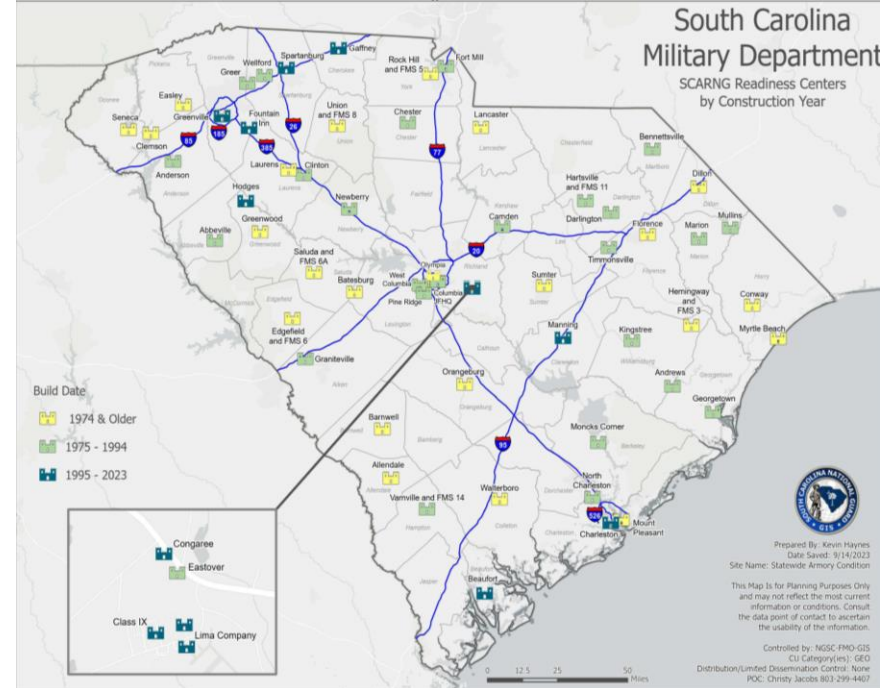 South Carolina
Military Department
SCARNG Readiness Centers
by Construction Year
Gaffney
Spartanburg
Wellford
Greer
Rock Hill
and FMS 5
Fort Mill
Easley
Greenville
Fountain
Inn
Union
and FMS 8
Chester
Lancaster
Seneca
Clemson
85
185
385
26
77
Bennettsville
Anderson
Laurens
Clinton
Hartsville
and FMS 11
Dillon
Hodges
Newberry
Camden
Darlington
Mullins
Abbeville
Greenwood
20
Florence
Marion
Timmonsville
Saluda and
FMS 6A
Batesburg
Olympia
West
Columbia
Columbia
JFHQ
Pine Ridge
Sumter
Hemingway
and
FMS 3
Conway
Edgefield
and FMS 6
Manning
Kingstree
Myrtle Beach
Graniteville
Orangeburg
Andrews
Georgetown
Build Date
1974 & Older
1975 - 1994
1995 - 2023
Barnwell
95
Moncks Corner
Allendale
Varnville and FMS 14
Walterboro
North
Charleston
526
Charleston
Mount
Pleasant
Beaufort
Congaree
Eastover
Class IX
Lima Company
SOUTH CAROLINA NATIONAL GUARD
GIS
Prepared By: Kevin Haynes
Date Saved: 9/14/2023
Site Name: Statewide Armory Condition
This Map Is for Planning Purposes Only
and may not reflect the most current
information or conditions. Consult
the data point of contact to ascertain
the usability of the information.
Controlled by: NGSC-FMO-GIS
CUI Category(ies): GEO
Distribution/Limited Dissemination Control: None
POC: Christy Jacobs 803-299-4407
0 12.5 25 50
Miles